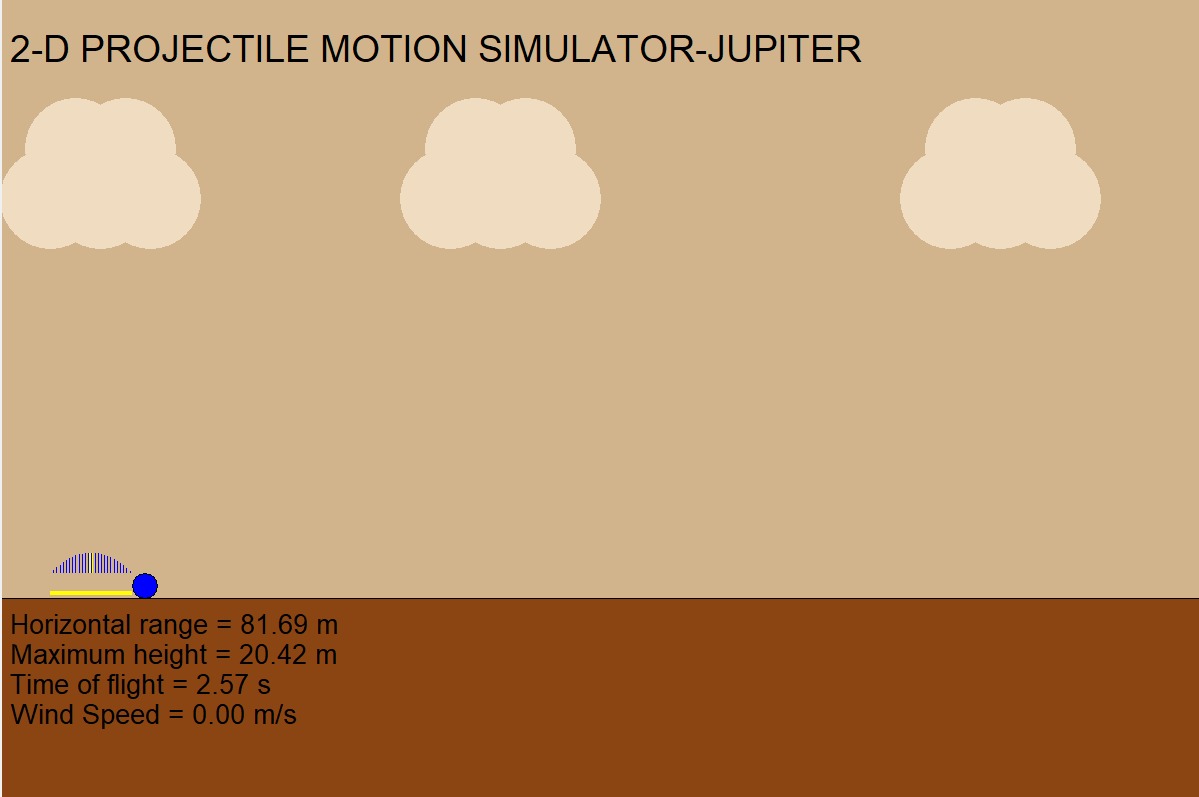 2-D PROJECTILE MOTION SIMULATOR-JUPITER
Horizontal range = 81.69 m
Maximum height = 20.42 m
Time of flight = 2.57 s
Wind Speed = 0.00 m/s